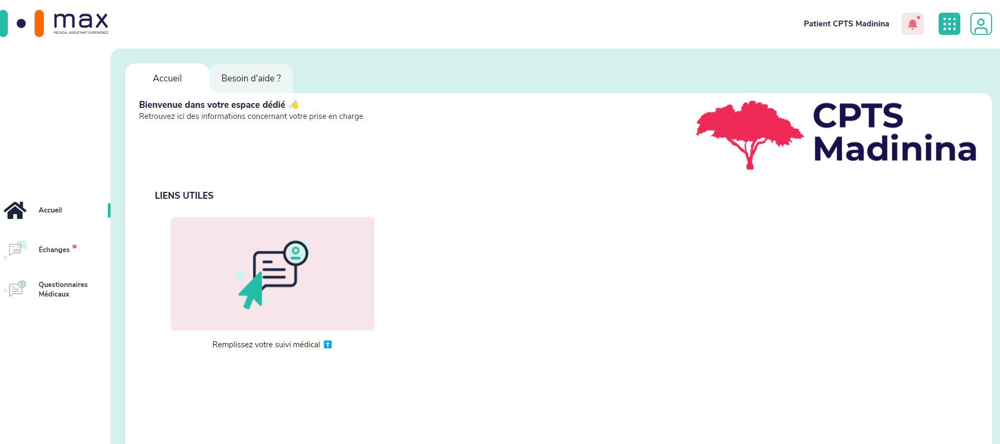 max
MEDICAL ASSISTANT EXPERIENCE
Patient CPTS Madinina
Accueil
Besoin d'aide ?
Bienvenue dans votre espace dédié 👋
Retrouvez ici des informations concernant votre prise en charge.
CPTS
Madinina
LIENS UTILES
Accueil
Échanges
Questionnaires
Médicaux
Remplissez votre suivi médical ⬆️